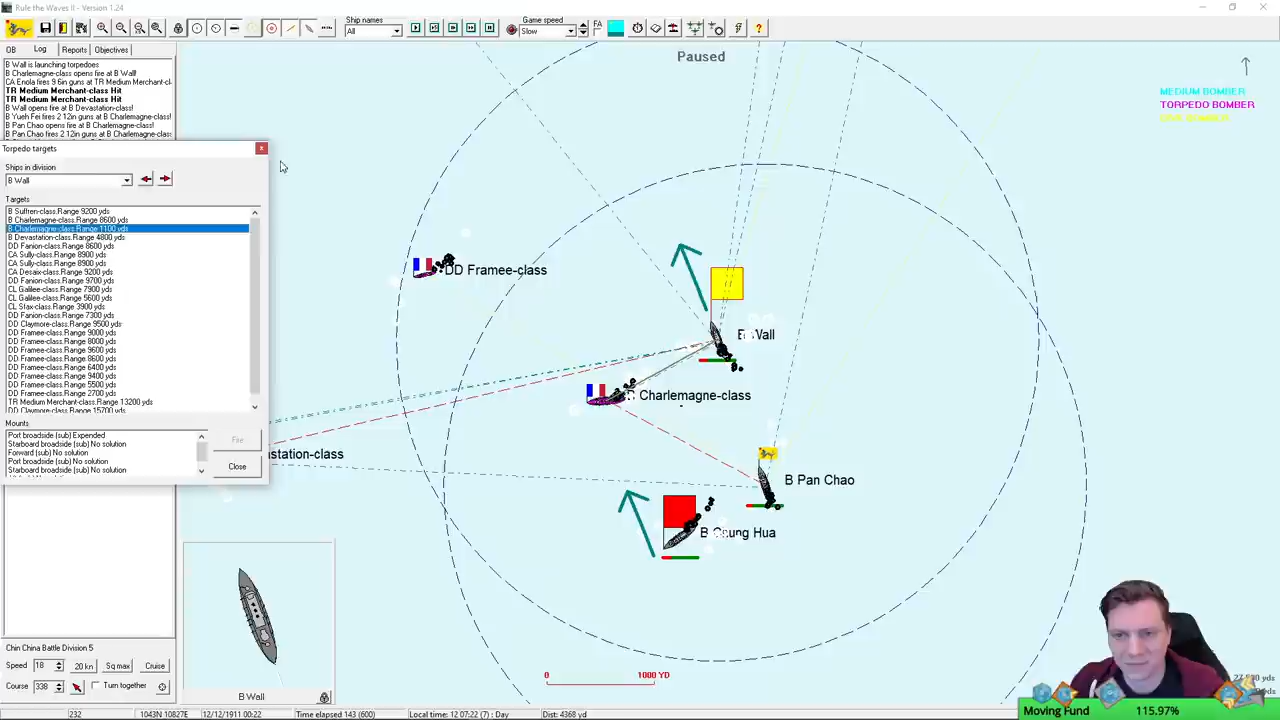 Rule the Waves II - Version 1.24
Ship names
All
Game speed
Slow
FA
OB
Log
Reports
Objectives
B Wall is launching torpedoes
B Charlemagne-class opens fire at B Wall!
CA Enola fires 9.6in guns at TR Medium Merchant-cl
TR Medium Merchant-class Hit
TR Medium Merchant-class Hit
B Wall opens fire at B Devastation-class!
B Yueh Fei fires 2 12in guns at B Charlemagne-clas:
B Pan Chao opens fire at B Charlemagne-class!
B Pan Chao fires 2 12in guns at B Charlemagne-clas:
Torpedo targets
Ships in division
B Wall
Targets
B Suffren-class.Range 9200 yds
B Charlemagne-class.Range 8600 yds
B Charlemagne-class.Range 1100 yds
B Devastation-class.Range 4800 yds
DD Fanion-class.Range 8600 yds
CA Sully-class.Range 8900 yds
CA Sully-class.Range 8900 yds
CA Desaix-class.Range 9200 yds
DD Fanion-class.Range 9700 yds
CL Galilee-class.Range 7900 yds
CL Galilee-class.Range 5600 yds
CL Sfax-class.Range 3900 yds
DD Fanion-class.Range 7300 yds
DD Claymore-class.Range 9500 yds
DD Framee-class.Range 9000 yds
DD Framee-class.Range 8000 yds
DD Framee-class.Range 9600 yds
DD Framee-class.Range 8600 yds
DD Framee-class.Range 6400 yds
DD Framee-class.Range 9400 yds
DD Framee-class.Range 5500 yds
DD Framee-class.Range 2700 yds
TR Medium Merchant-class.Range 13200 yds
DD Claymore-class.Range 15700 yds
Mounts
Port broadside (sub) Expended
Starboard broadside (sub) No solution
Forward (sub) No solution
Port broadside (sub) No solution
Starboard broadside (sub) No solution
Fire
Close
Paused
MEDIUM BOMBER
TORPEDO BOMBER
DD Framee-class
B Wall
B Charlemagne-class
astation-class
B Pan Chao
B Chung Hua
0
1000 YD
B Wall
Chin China Battle Division 5
Speed
18
20 kn
Sq max
Cruise
Course
338
Turn together
232
1043N 10827E
12/12/1911 00:22
Time elapsed 143 (600)
Local time: 12:07:22 (7) : Day
Dist: 4368 yd
Moving Fund
115.97%